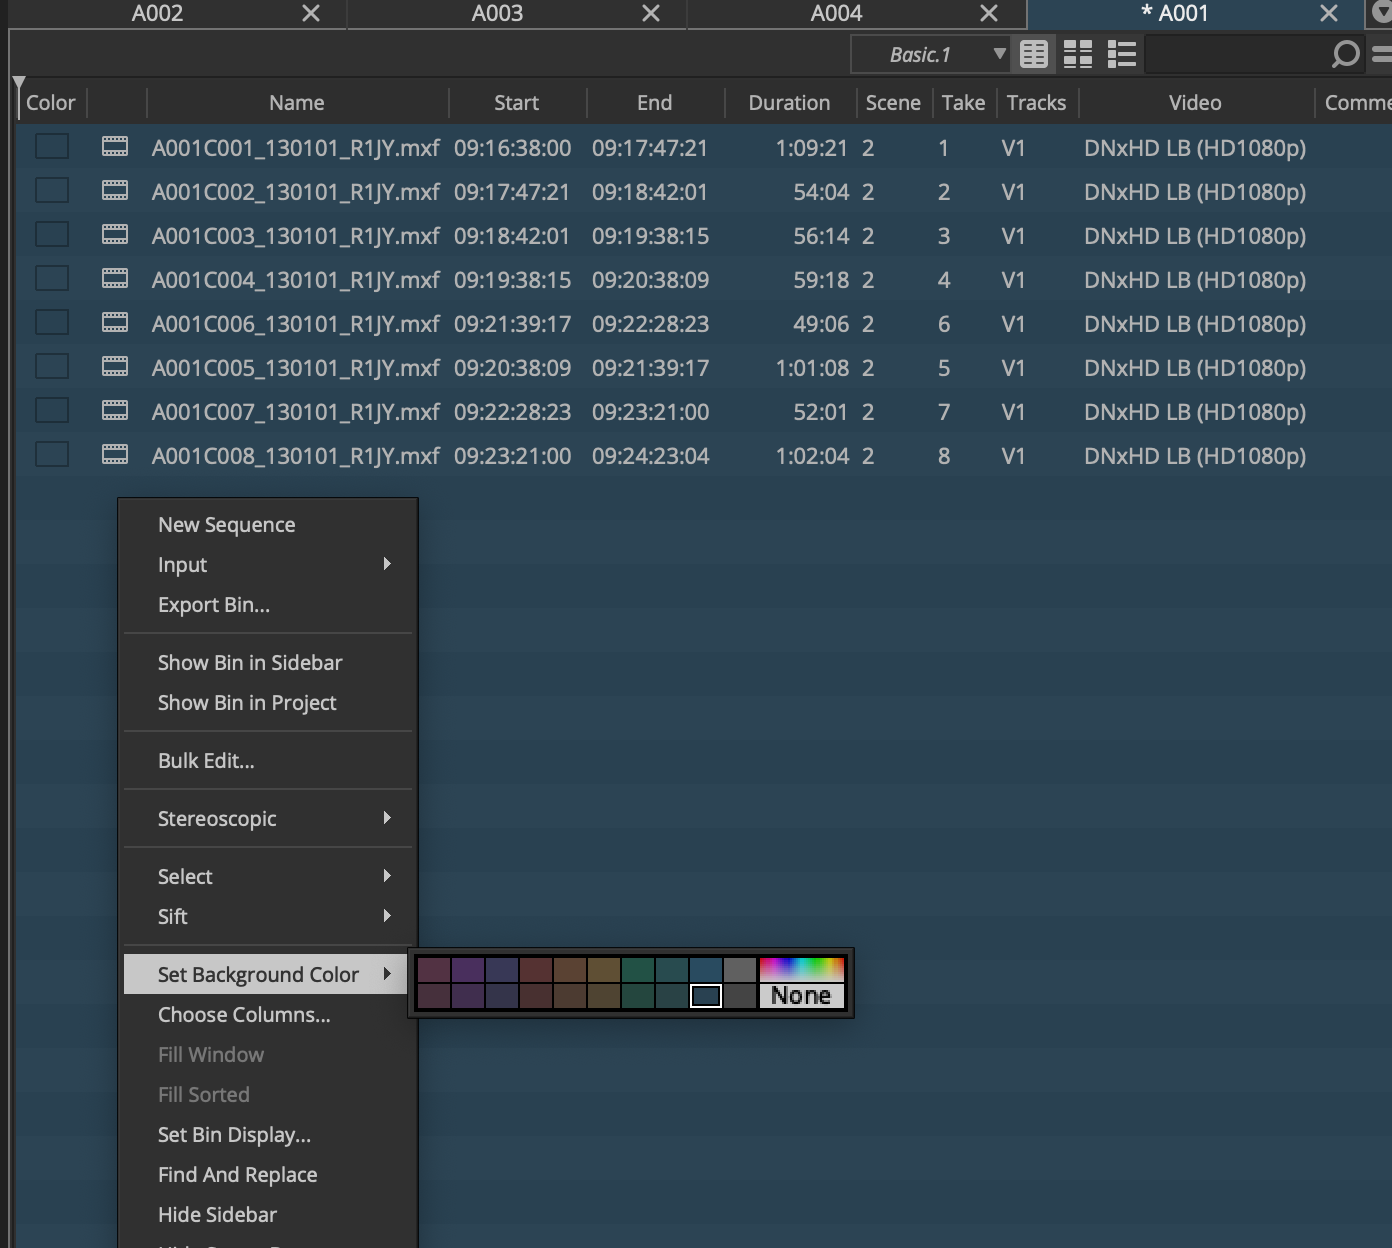 A002 A003 A004 * A001
Basic.1
Color Name Start End Duration Scene Take Tracks Video
A001C001_130101_R1JY.mxf 09:16:38:00 09:17:47:21 1:09:21 2 1 V1 DNxHD LB (HD1080p)
A001C002_130101_R1JY.mxf 09:17:47:21 09:18:42:01 54:04 2 2 V1 DNxHD LB (HD1080p)
A001C003_130101_R1JY.mxf 09:18:42:01 09:19:38:15 56:14 2 3 V1 DNxHD LB (HD1080p)
A001C004_130101_R1JY.mxf 09:19:38:15 09:20:38:09 59:18 2 4 V1 DNxHD LB (HD1080p)
A001C006_130101_R1JY.mxf 09:21:39:17 09:22:28:23 49:06 2 6 V1 DNxHD LB (HD1080p)
A001C005_130101_R1JY.mxf 09:20:38:09 09:21:39:17 1:01:08 2 5 V1 DNxHD LB (HD1080p)
A001C007_130101_R1JY.mxf 09:22:28:23 09:23:21:00 52:01 2 7 V1 DNxHD LB (HD1080p)
A001C008_130101_R1JY.mxf 09:23:21:00 09:24:23:04 1:02:04 2 8 V1 DNxHD LB (HD1080p)
New Sequence
Input
Export Bin...
Show Bin in Sidebar
Show Bin in Project
Bulk Edit...
Stereoscopic
Select
Sift
Set Background Color
None
Choose Columns...
Fill Window
Fill Sorted
Set Bin Display...
Find And Replace
Hide Sidebar